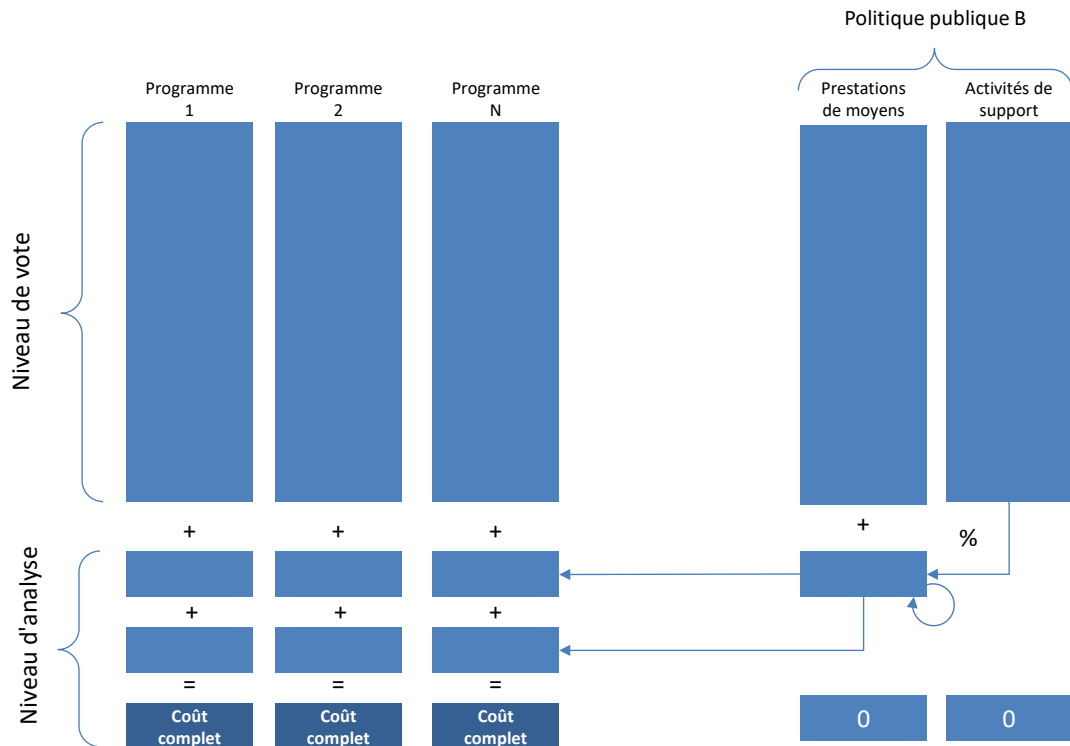 Politique publique B
Programme
1
Programme
2
Programme
N
Prestations
de moyens
Activités de
support
Niveau de vote
+
+
+
+
%
Niveau d'analyse
+
+
+
=
=
=
Coût
complet
Coût
complet
Coût
complet
0
0